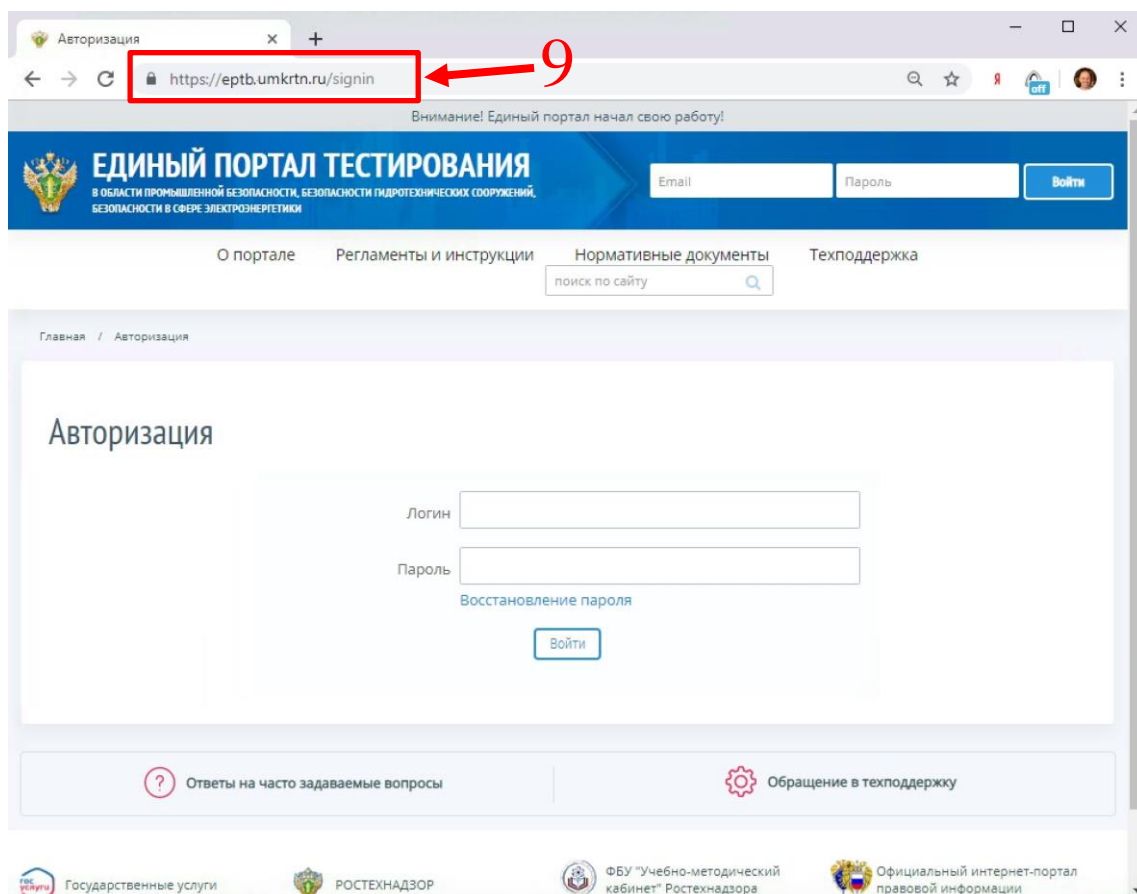 Авторизация
9
https://eptb.umkrtn.ru/signin
Я
off
Внимание! Единый портал начал свою работу!
ЕДИНЫЙ ПОРТАЛ ТЕСТИРОВАНИЯ
В ОБЛАСТИ ПРОМЫШЛЕННОЙ БЕЗОПАСНОСТИ, БЕЗОПАСНОСТИ ГИДРОТЕХНИЧЕСКИХ СООРУЖЕНИЙ,
БЕЗОПАСНОСТИ В СФЕРЕ ЭЛЕКТРОЭНЕРГЕТИКИ
Email
Пароль
Войти
О портале Регламенты и инструкции Нормативные документы Техподдержка
поиск по сайту
Главная / Авторизация
Авторизация
Логин
Пароль
Восстановление пароля
Войти
? Ответы на часто задаваемые вопросы
Обращение в техподдержку
гос
услуги
Государственные услуги
РОСТЕХНАДЗОР
ФБУ "Учебно-методический
кабинет" Ростехнадзора
Официальный интернет-портал
правовой информации